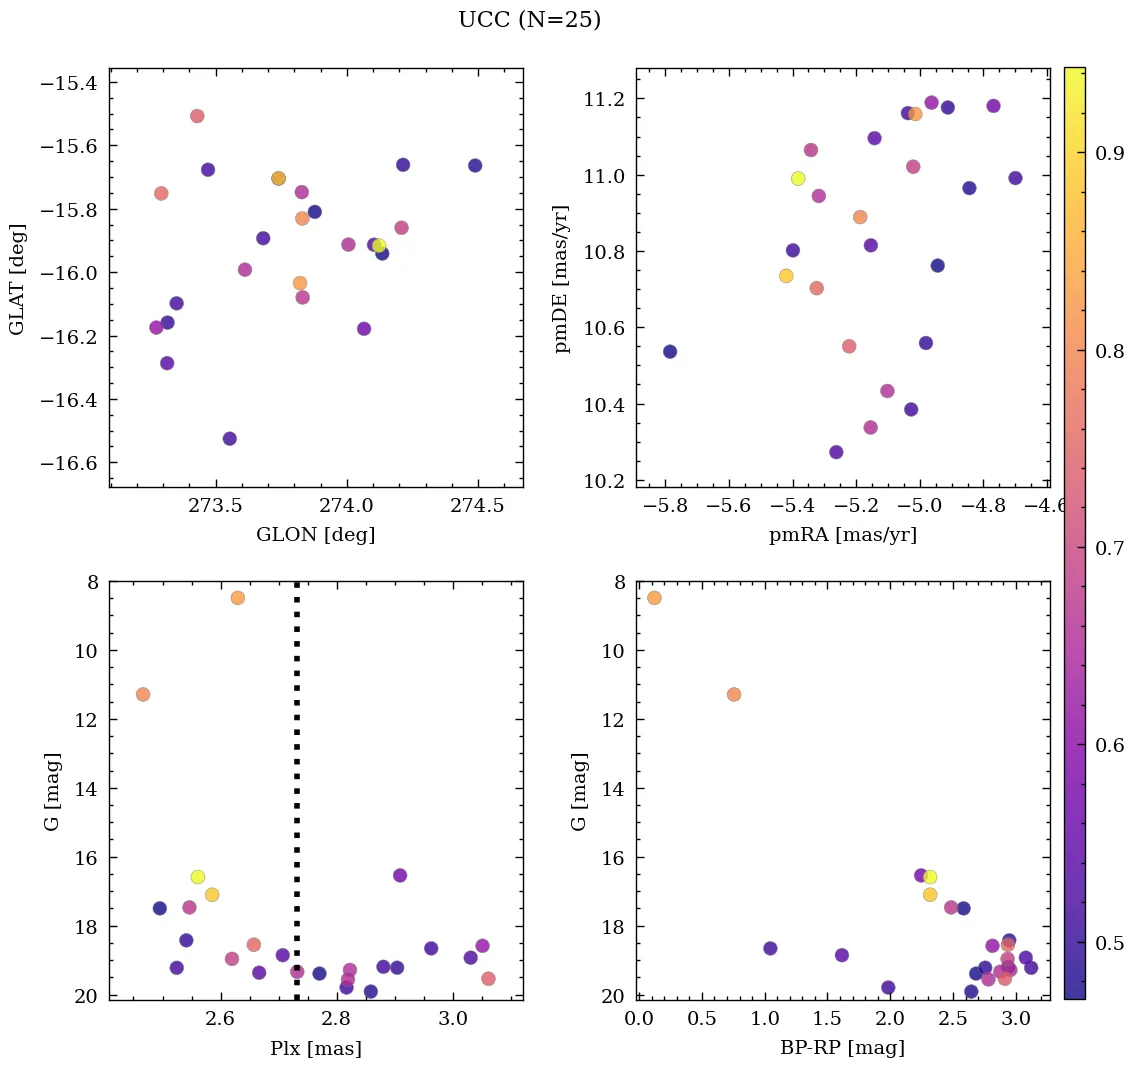 UCC (N=25)
−15.4
−15.6
−15.8
−16.0
−16.2
−16.4
−16.6
GLAT [deg]
273.5 274.0 274.5
GLON [deg]
11.2
11.0
10.8
10.6
10.4
10.2
pmDE [mas/yr]
−5.8 −5.6 −5.4 −5.2 −5.0 −4.8 −4.6
pmRA [mas/yr]
8
10
12
14
16
18
20
G [mag]
2.6 2.8 3.0
Plx [mas]
8
10
12
14
16
18
20
G [mag]
0.0 0.5 1.0 1.5 2.0 2.5 3.0
BP-RP [mag]
0.9
0.8
0.7
0.6
0.5